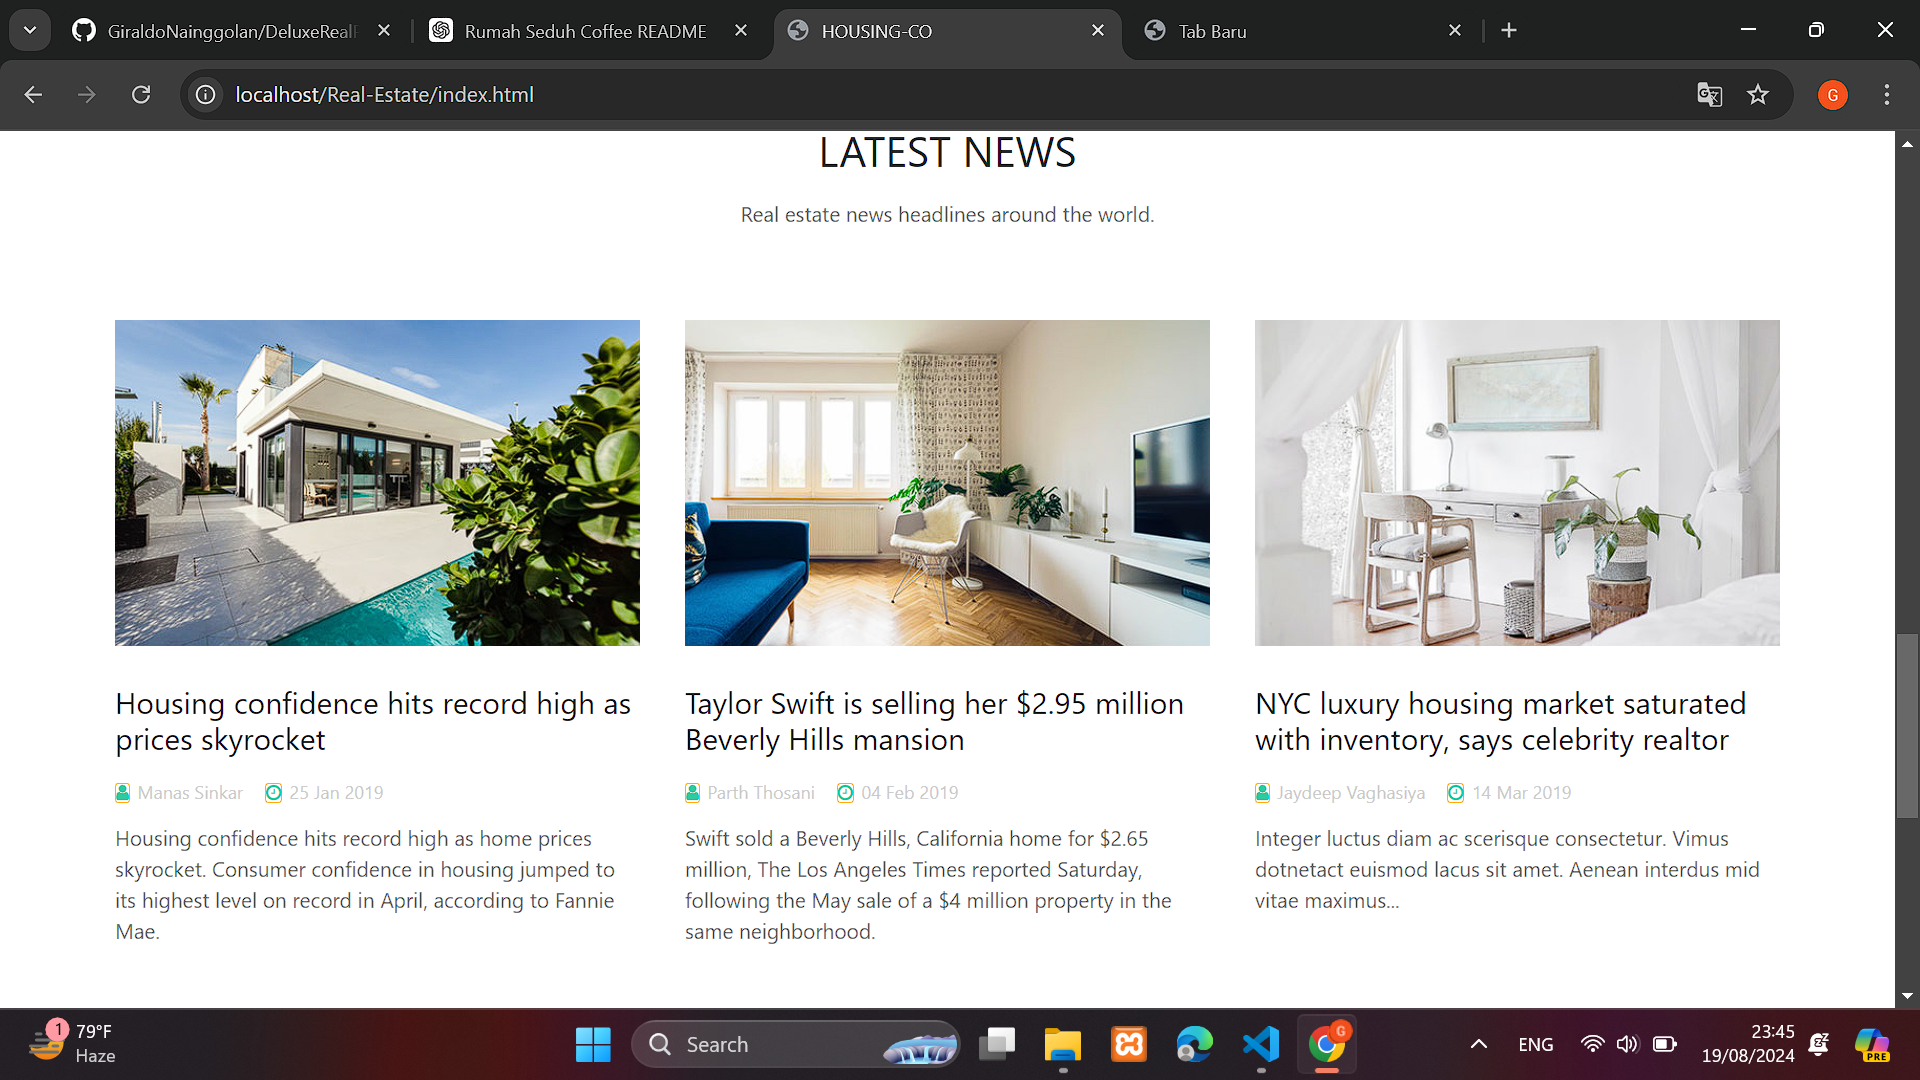 GiraldoNainggolan/DeluxeReal
Rumah Seduh Coffee README
HOUSING-CO
Tab Baru
localhost/Real-Estate/index.html
G
LATEST NEWS
Real estate news headlines around the world.
Housing confidence hits record high as
prices skyrocket
Manas Sinkar 25 Jan 2019
Housing confidence hits record high as home prices
skyrocket. Consumer confidence in housing jumped to
its highest level on record in April, according to Fannie
Mae.
Taylor Swift is selling her $2.95 million
Beverly Hills mansion
Parth Thosani 04 Feb 2019
Swift sold a Beverly Hills, California home for $2.65
million, The Los Angeles Times reported Saturday,
following the May sale of a $4 million property in the
same neighborhood.
NYC luxury housing market saturated
with inventory, says celebrity realtor
Jaydeep Vaghasiya 14 Mar 2019
Integer luctus diam ac scerisque consectetur. Vimus
dotnetact euismod lacus sit amet. Aenean interdus mid
vitae maximus...
1
79°F
Haze
Search
G
ENG
23:45
19/08/2024
PRE